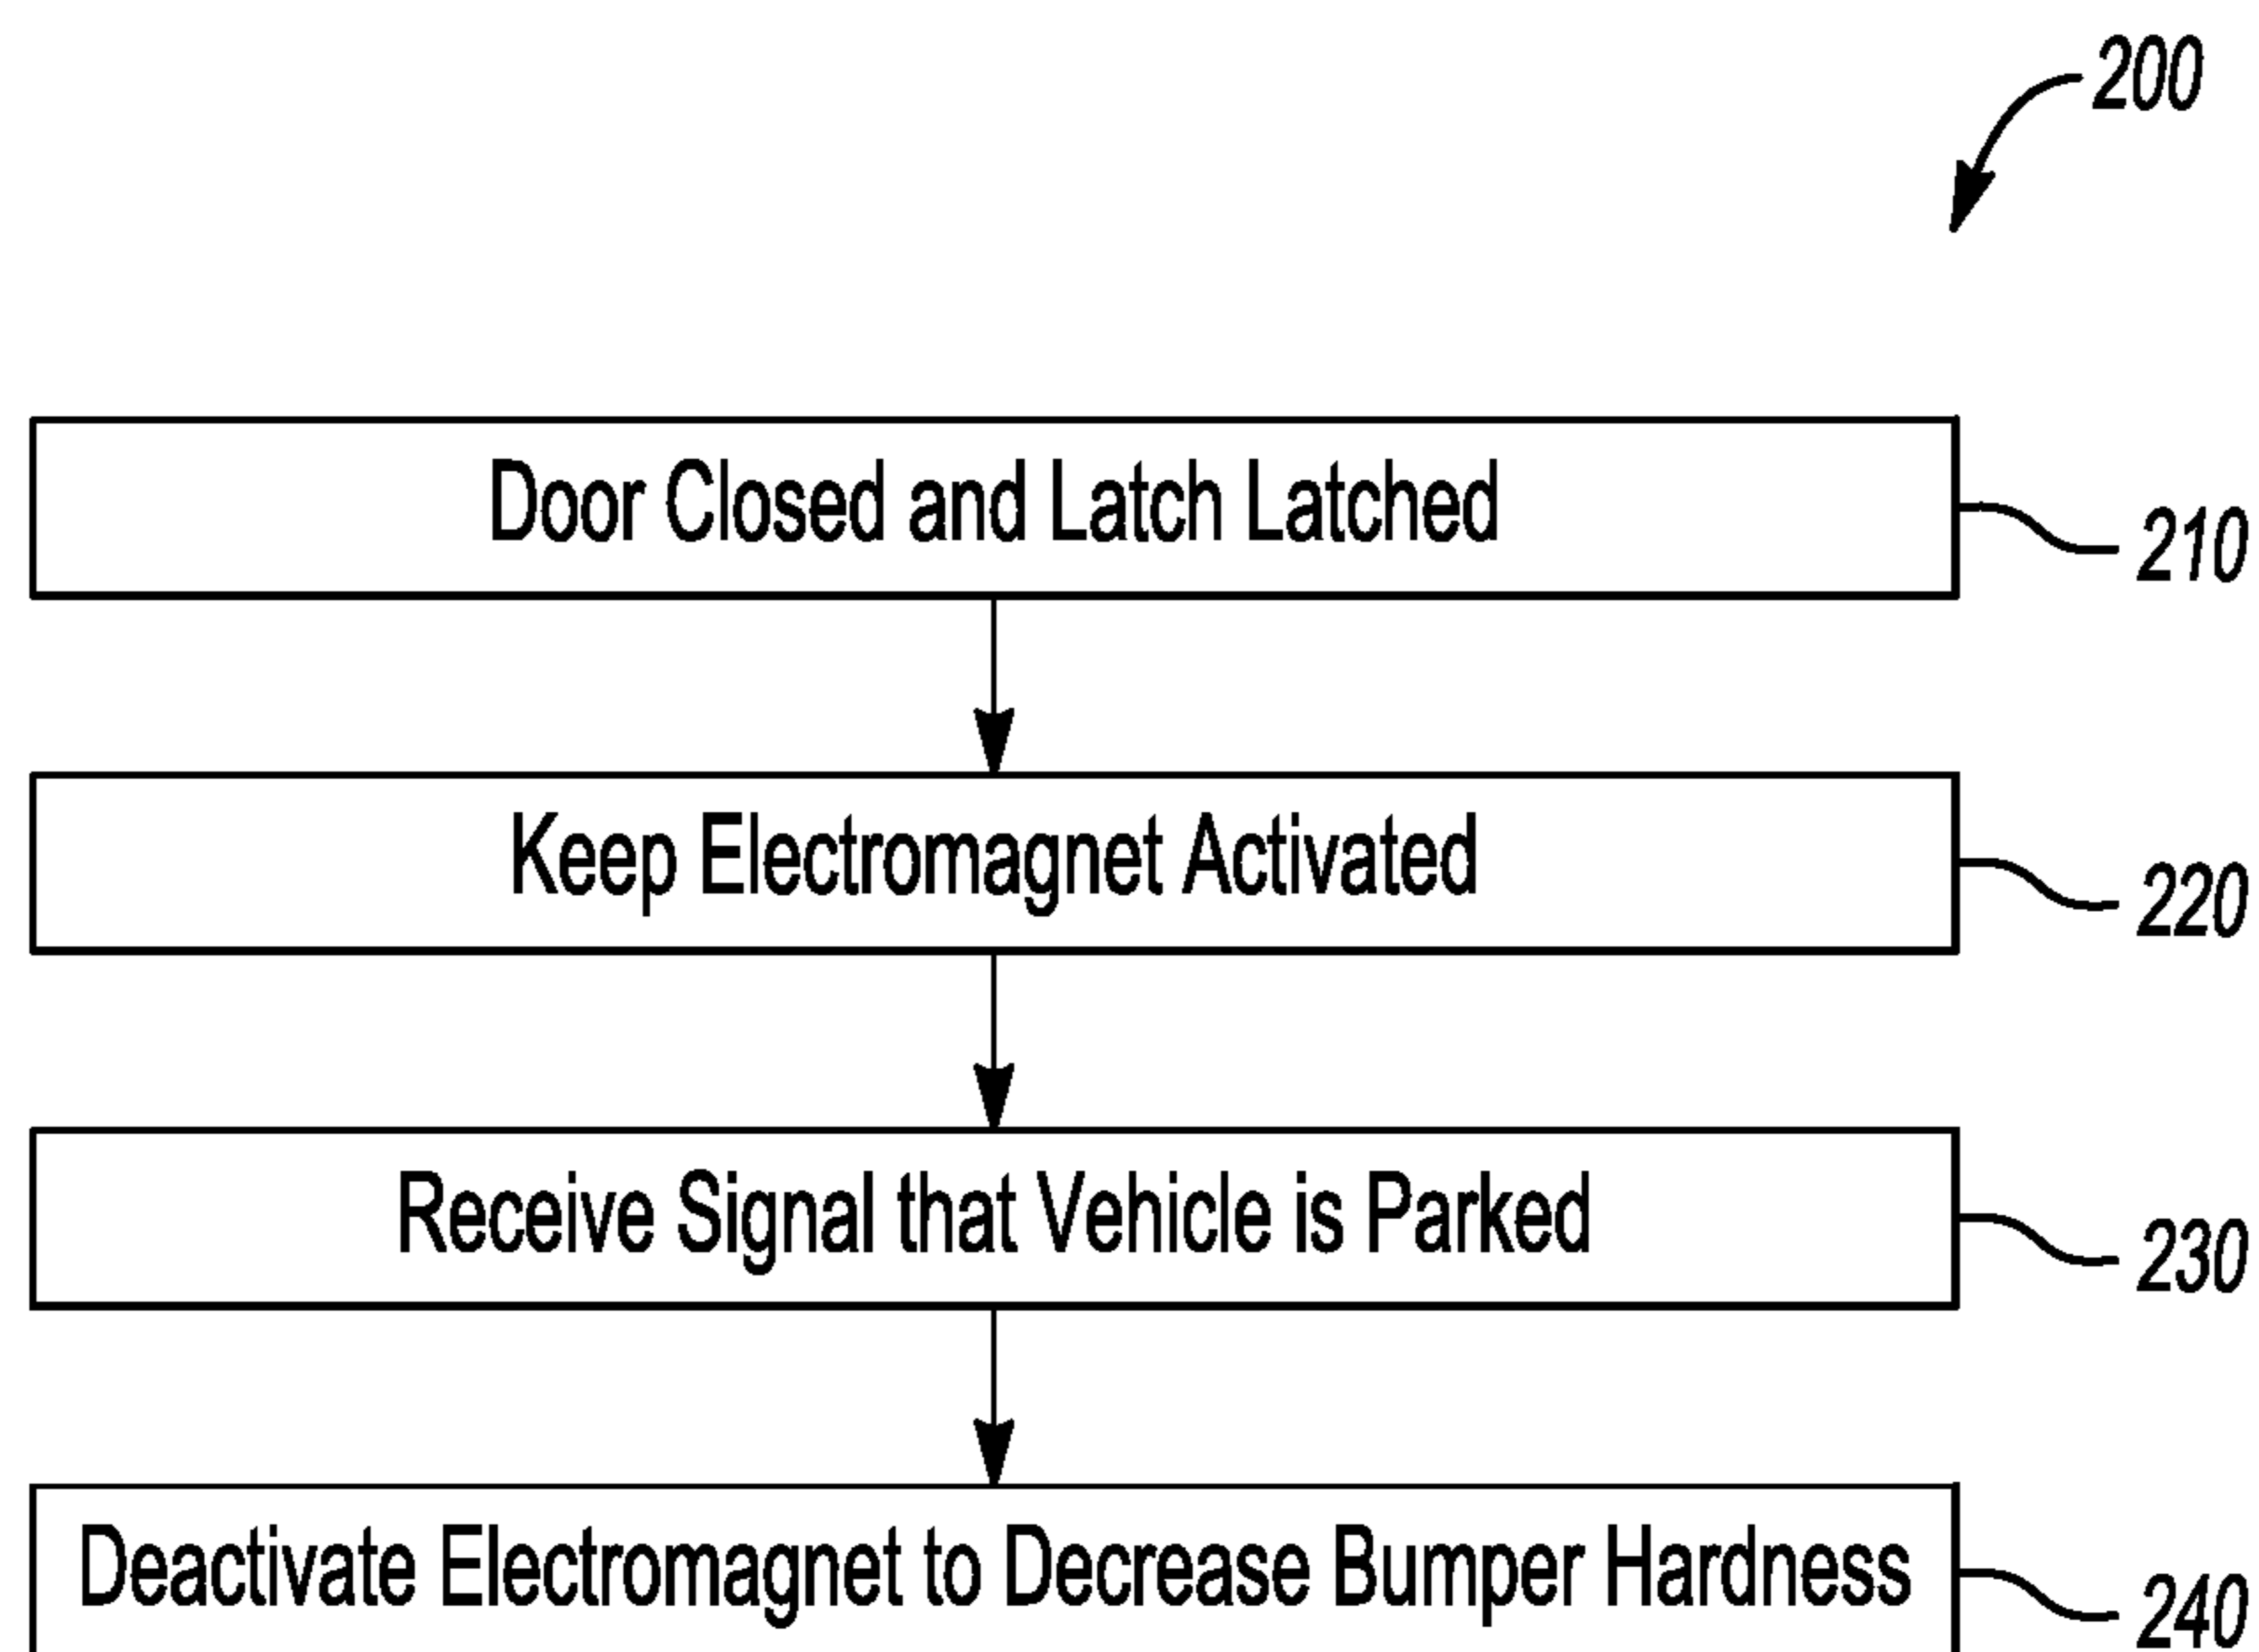 200
Door Closed and Latch Latched
210
Keep Electromagnet Activated
220
Receive Signal that Vehicle is Parked
230
Deactivate Electromagnet to Decrease Bumper Hardness
240